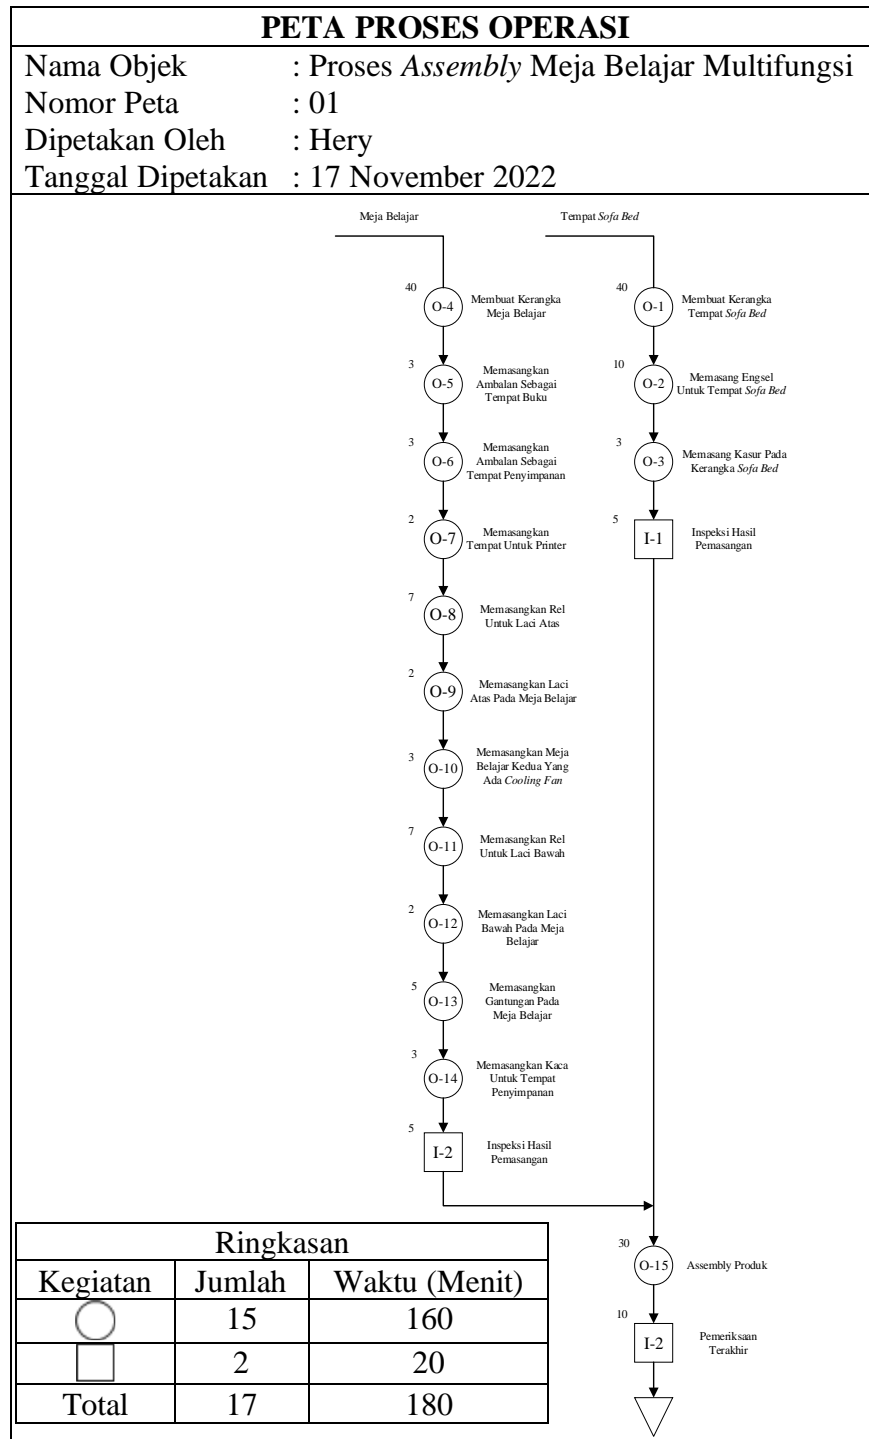 PETA PROSES OPERASI
Nama Objek : Proses Assembly Meja Belajar Multifungsi
Nomor Peta : 01
Dipetakan Oleh : Hery
Tanggal Dipetakan : 17 November 2022
Meja Belajar
40
O-4
Membuat Kerangka
Meja Belajar
3
O-5
Memasangkan
Ambalan Sebagai
Tempat Buku
3
O-6
Memasangkan
Ambalan Sebagai
Tempat Penyimpanan
2
O-7
Memasangkan
Tempat Untuk Printer
7
O-8
Memasangkan Rel
Untuk Laci Atas
2
O-9
Memasangkan Laci
Atas Pada Meja Belajar
3
O-10
Memasangkan Meja
Belajar Kedua Yang
Ada Cooling Fan
7
O-11
Memasangkan Rel
Untuk Laci Bawah
2
O-12
Memasangkan Laci
Bawah Pada Meja
Belajar
5
O-13
Memasangkan
Gantungan Pada
Meja Belajar
3
O-14
Memasangkan Kaca
Untuk Tempat
Penyimpanan
5
I-2
Inspeksi Hasil
Pemasangan
Tempat Sofa Bed
40
O-1
Membuat Kerangka
Tempat Sofa Bed
10
O-2
Memasang Engsel
Untuk Tempat Sofa Bed
3
O-3
Memasang Kasur Pada
Kerangka Sofa Bed
5
I-1
Inspeksi Hasil
Pemasangan
30
O-15
Assembly Produk
10
I-2
Pemeriksaan
Terakhir
Ringkasan
Kegiatan Jumlah Waktu (Menit)
15 160
2 20
Total 17 180